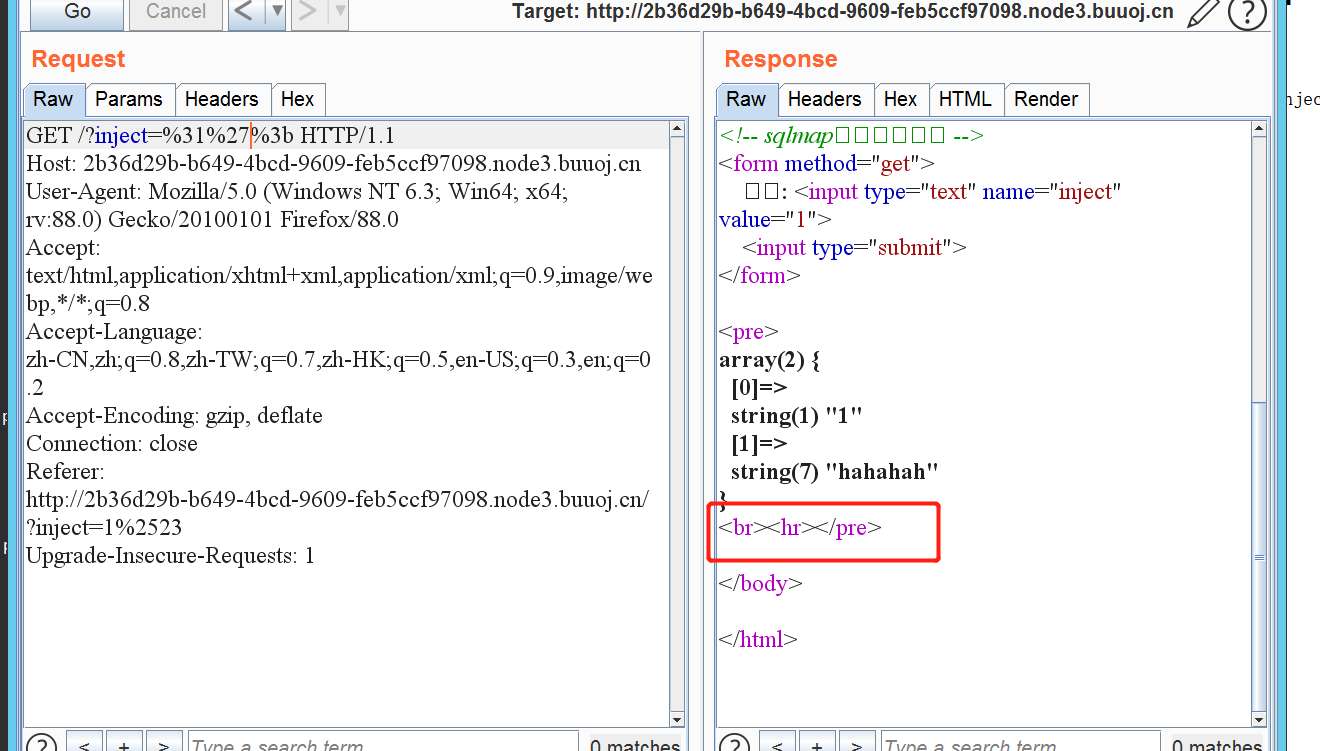 Go
Cancel
<
>
Target: http://2b36d29b-b649-4bcd-9609-feb5ccf97098.node3.buuoj.cn
?
Request
Raw
Params
Headers
Hex
GET /?inject=%31%27%3b HTTP/1.1
Host: 2b36d29b-b649-4bcd-9609-feb5ccf97098.node3.buuoj.cn
User-Agent: Mozilla/5.0 (Windows NT 6.3; Win64; x64;
rv:88.0) Gecko/20100101 Firefox/88.0
Accept:
text/html,application/xhtml+xml,application/xml;q=0.9,image/we
bp,*/*;q=0.8
Accept-Language:
zh-CN,zh;q=0.8,zh-TW;q=0.7,zh-HK;q=0.5,en-US;q=0.3,en;q=0
.2
Accept-Encoding: gzip, deflate
Connection: close
Referer:
http://2b36d29b-b649-4bcd-9609-feb5ccf97098.node3.buuoj.cn/
?inject=1%2523
Upgrade-Insecure-Requests: 1
?
<
+
>
Type a search term
0 matches
Response
Raw
Headers
Hex
HTML
Render
<!-- sqlmap□□□□□□ -->
<form method="get">
□□: <input type="text" name="inject"
value="1">
<input type="submit">
</form>
<pre>
array(2) {
[0]=>
string(1) "1"
[1]=>
string(7) "hahahah"
}
<br><hr></pre>
</body>
</html>
?
<
+
>
Type a search term
0 matches